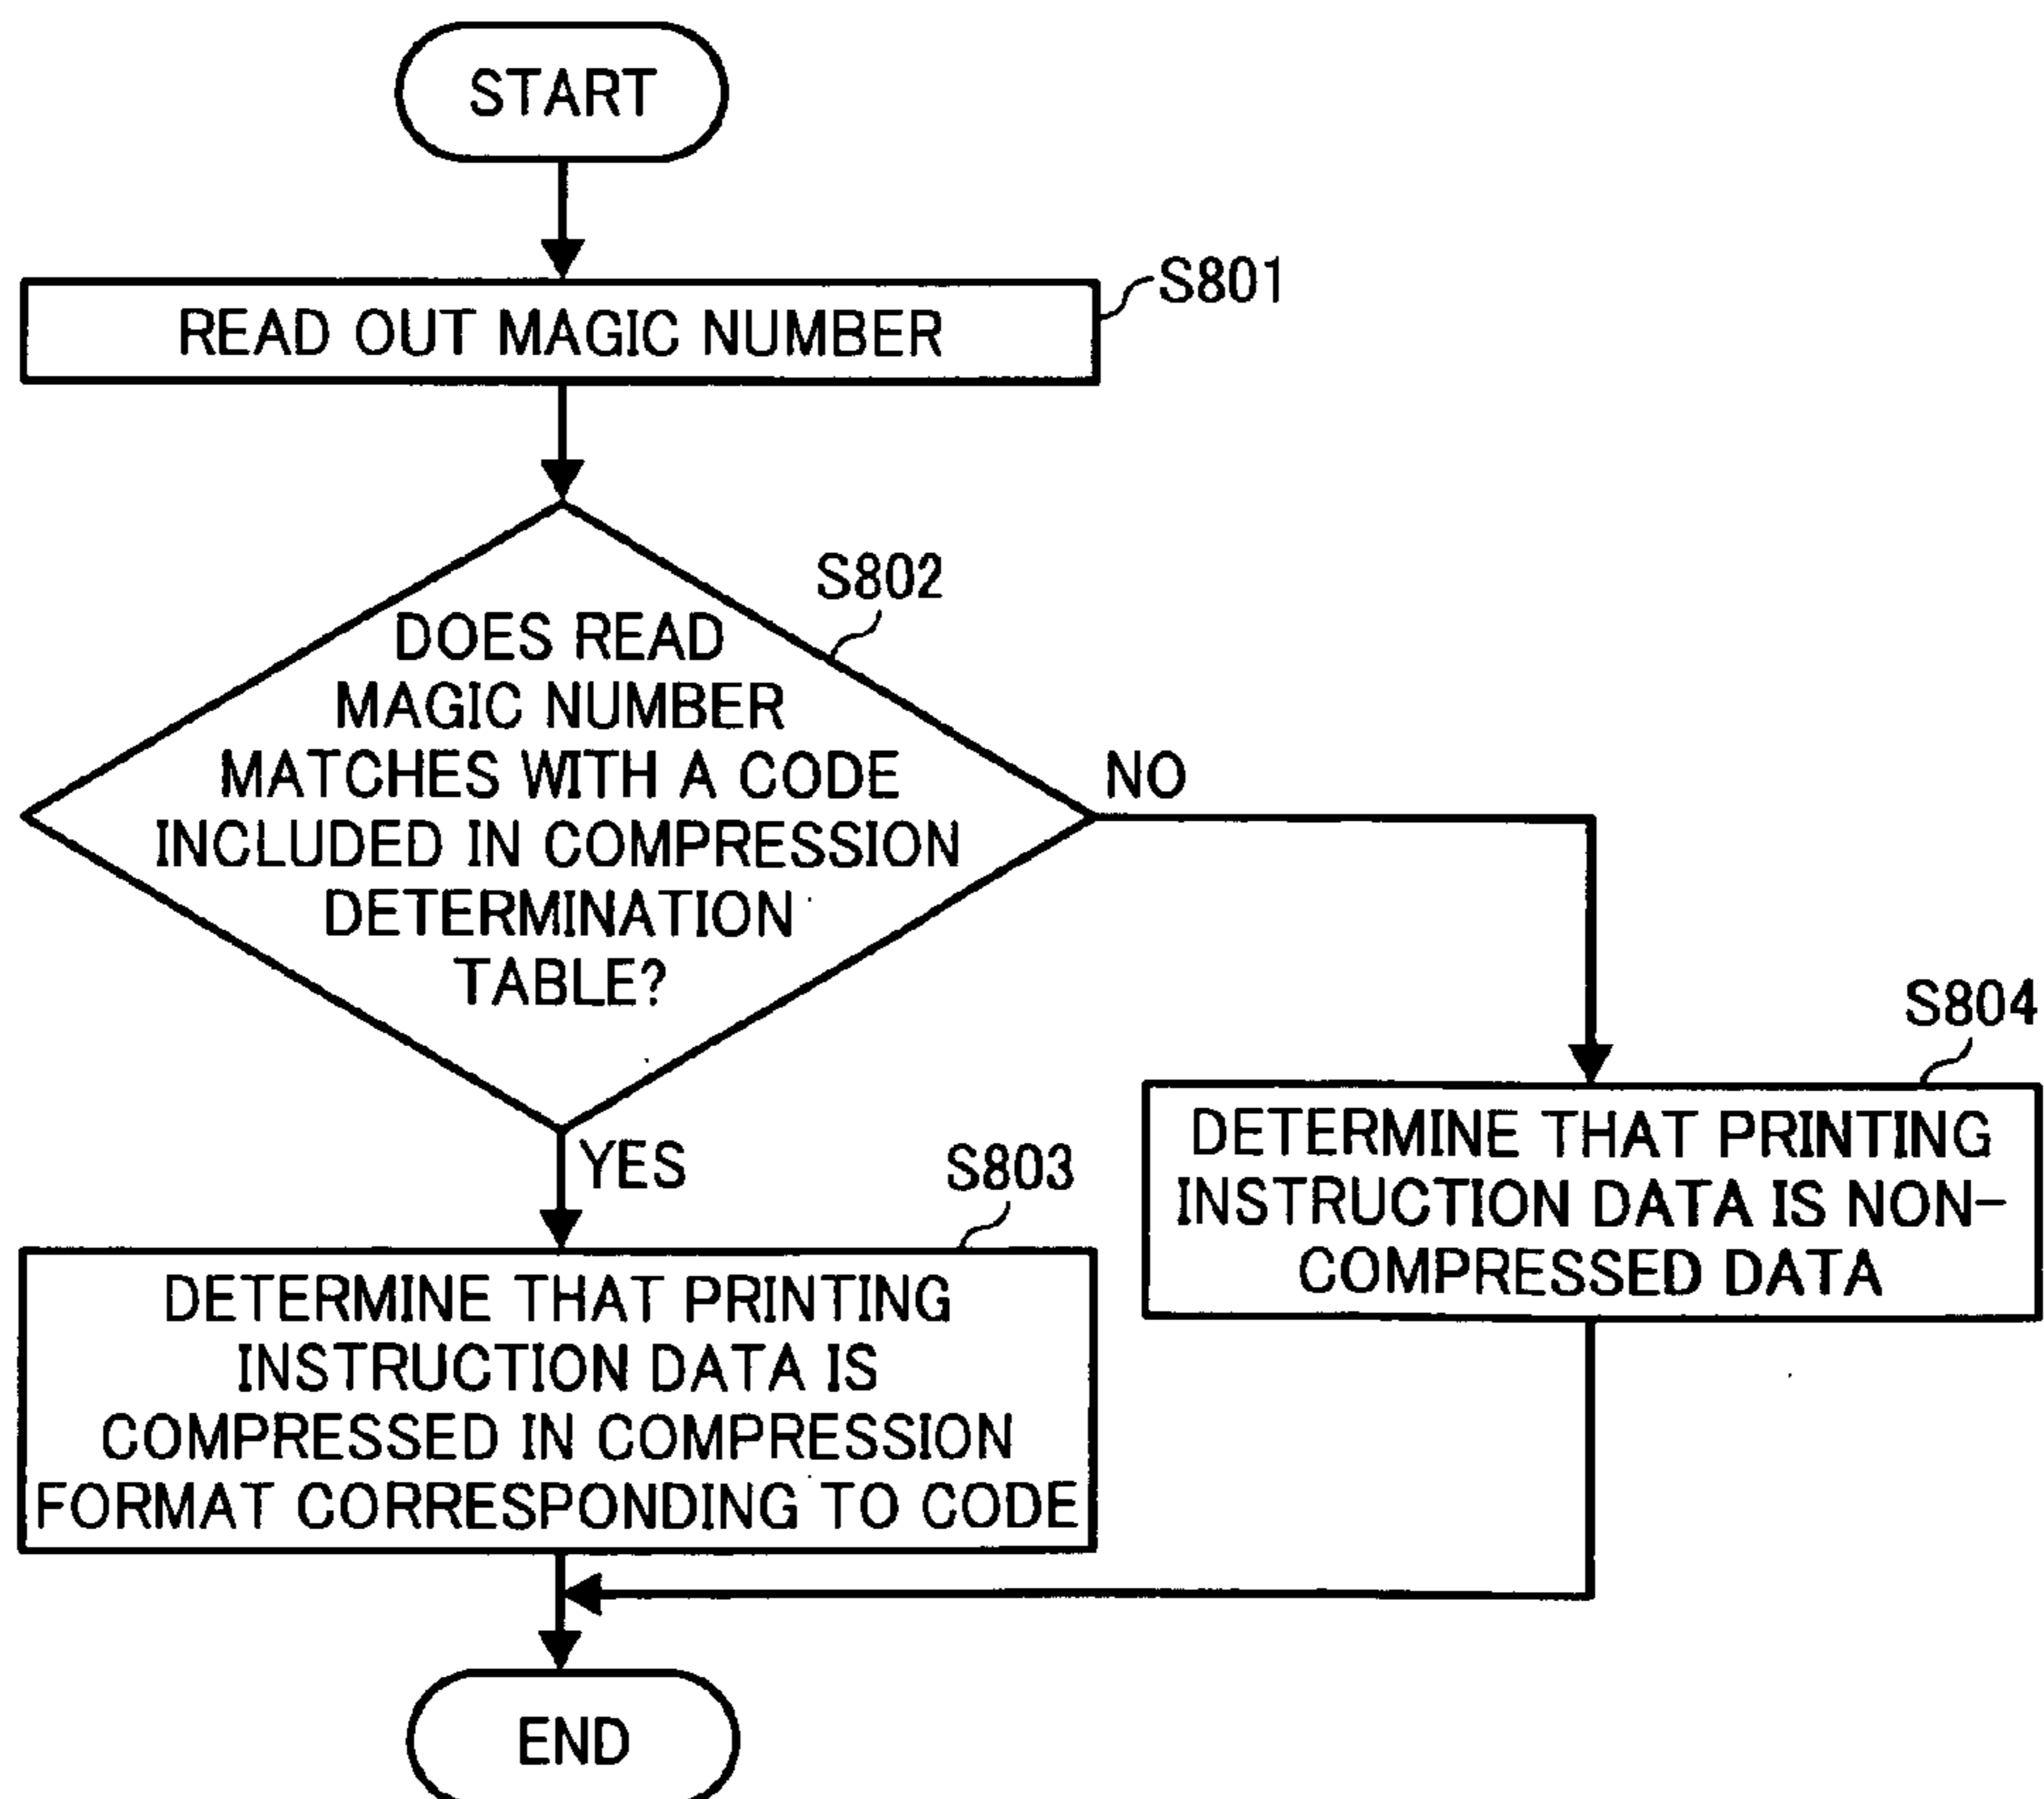 START
S801
READ OUT MAGIC NUMBER
S802
DOES READ
MAGIC NUMBER
MATCHES WITH A CODE
INCLUDED IN COMPRESSION
DETERMINATION
TABLE?
NO
YES
S804
DETERMINE THAT PRINTING
INSTRUCTION DATA IS NON-
COMPRESSED DATA
S803
DETERMINE THAT PRINTING
INSTRUCTION DATA IS
COMPRESSED IN COMPRESSION
FORMAT CORRESPONDING TO CODE
END